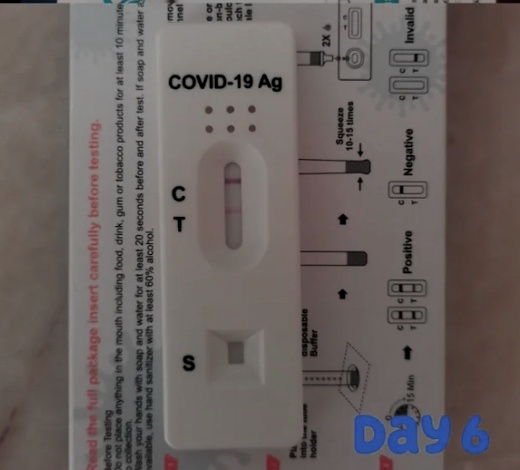 COVID-19 Ag
C
T
S
Read the full package insert carefully before testing.
Before Testing
Do not place anything in the mouth including food, drink, gum or tobacco products for at least 10 minute
collection.
Wash your hands with soap and water for at least 20 seconds before and after test. If soap and water
available, use hand sanitizer with at least 60% alcohol.
2X
Squeeze
10-15 times
disposable
Buffer
holder
Invalid
C T
Negative
C T
Positive
C T
15 Min
Day 6